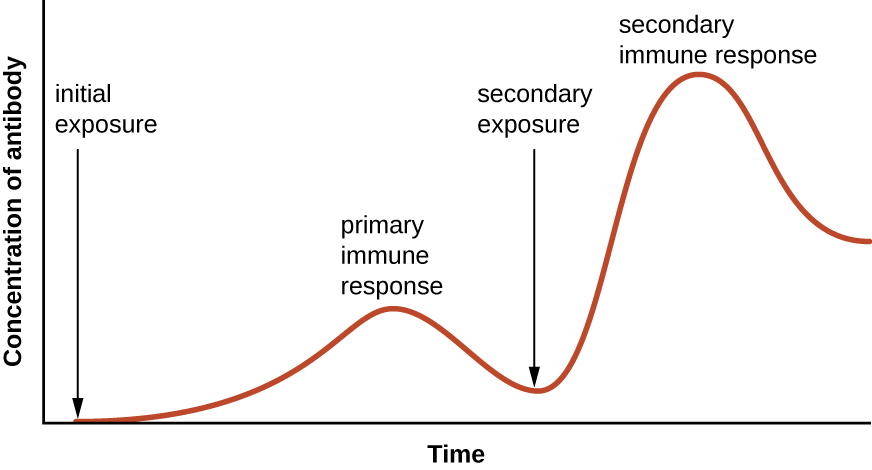 secondary
immune response
initial
exposure
secondary
exposure
primary
immune
response
Concentration of antibody
Time